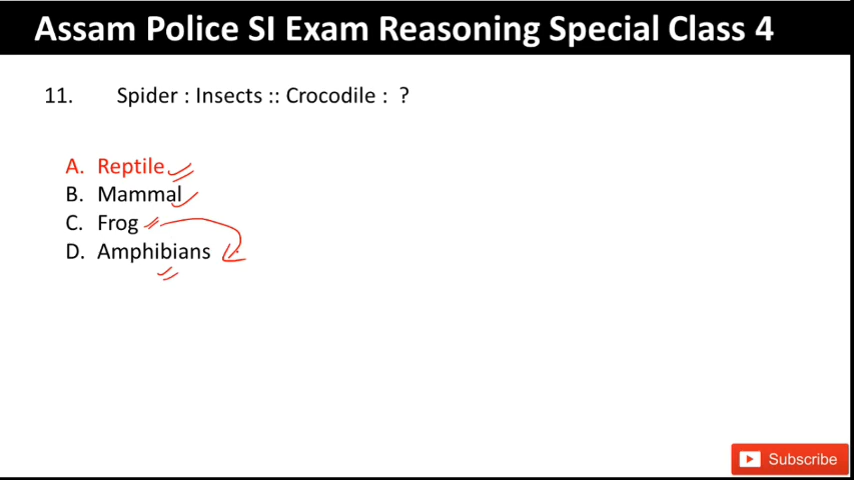 Assam Police SI Exam Reasoning Special Class 4
11. Spider : Insects :: Crocodile : ?
A. Reptile
B. Mammal
C. Frog
D. Amphibians
Subscribe